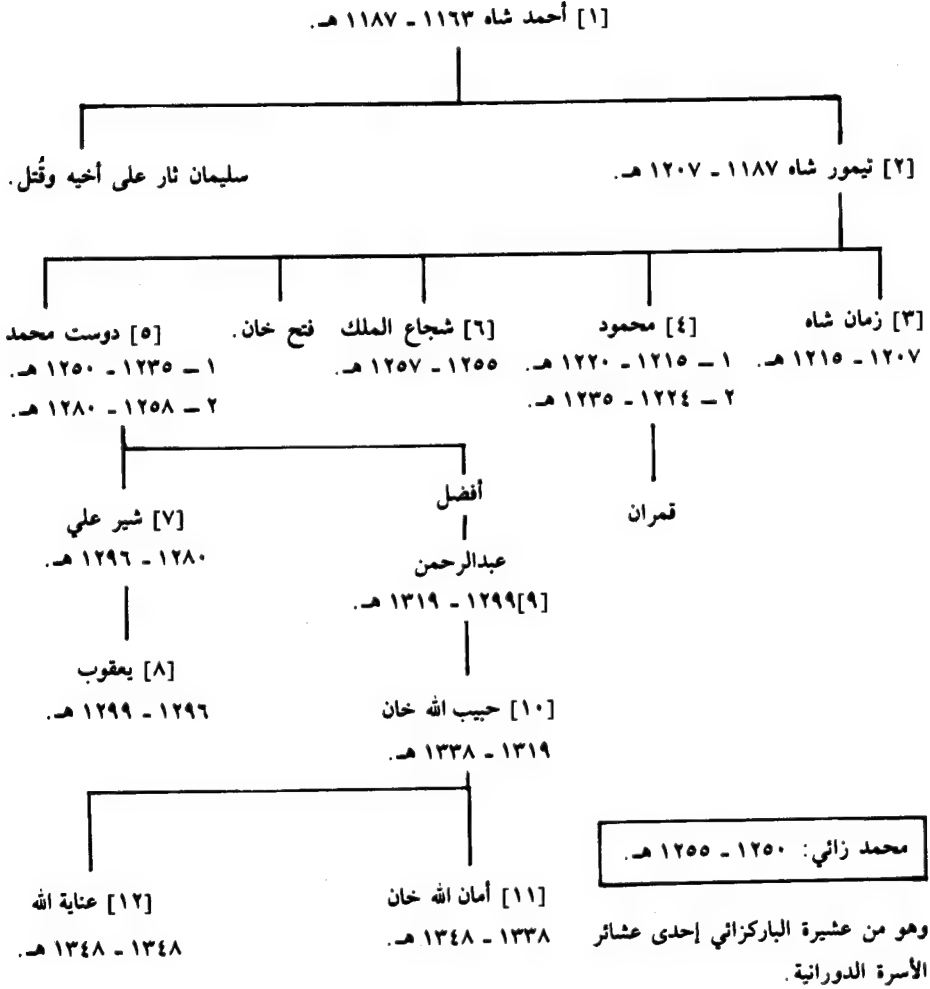 [١] أحمد شاه ١١٦٣ ـ ١١٨٧ هـ.
[٢] تيمور شاه ١١٨٧ ـ ١٢٠٧ هـ.
سليمان ثار على أخيه وقُتل.
[٣] زمان شاه
١٢٠٧ ـ ١٢١٥ هـ.
[٤] محمود
١ ــ ١٢١٥ ـ ١٢٢٠ هـ.
٢ ــ ١٢٢٤ ـ ١٢٣٥ هـ.
[٦] شجاع الملك
١٢٥٥ ـ ١٢٥٧ هـ.
فتح خان.
[٥] دوست محمد
١ ــ ١٢٣٥ ـ ١٢٥٠ هـ.
٢ ــ ١٢٥٨ ـ ١٢٨٠ هـ.
قمران
أفضل
عبدالرحمن
[٩] ١٢٩٩ ـ ١٣١٩ هـ.
[٧] شير علي
١٢٨٠ ـ ١٢٩٦ هـ.
[٨] يعقوب
١٢٩٦ ـ ١٢٩٩ هـ.
[١٠] حبيب الله خان
١٣١٩ ـ ١٣٣٨ هـ.
[١١] أمان الله خان
١٣٣٨ ـ ١٣٤٨ هـ.
[١٢] عناية الله
١٣٤٨ ـ ١٣٤٨ هـ.
محمد زائي: ١٢٥٠ ـ ١٢٥٥ هـ.
وهو من عشيرة الباركزائي إحدى عشائر
الأسرة الدورانية.